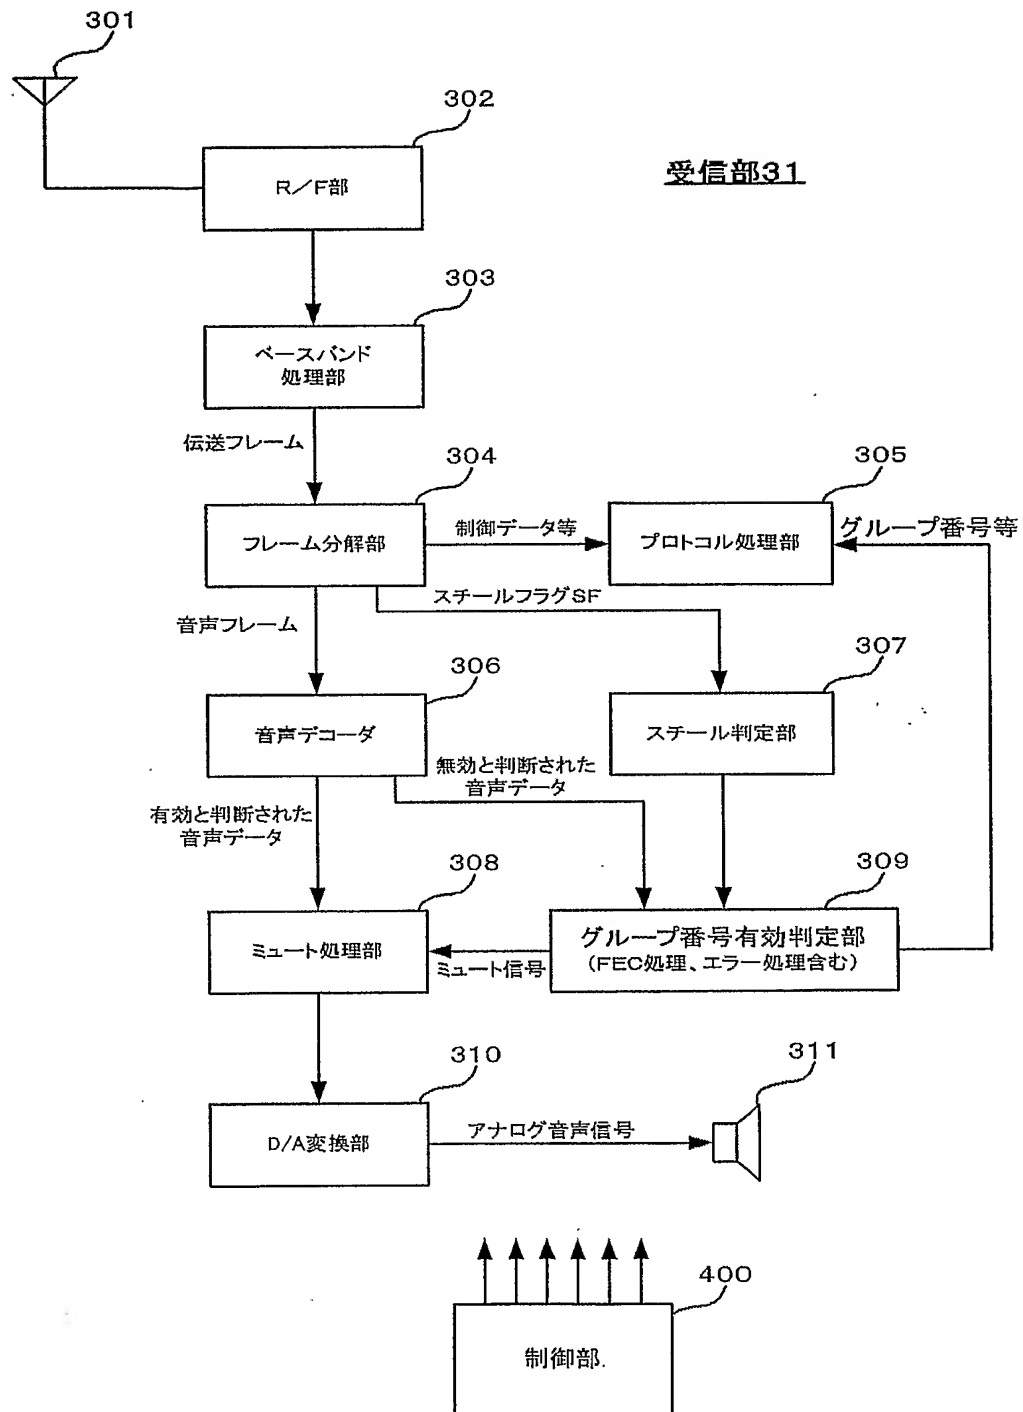 301
302
R/F部
受信部31
303
ベースバンド
処理部
伝送フレーム
304
305
フレーム分解部
制御データ等
プロトコル処理部
グループ番号等
スチールフラグSF
音声フレーム
306
307
音声デコーダ
スチール判定部
無効と判断された
音声データ
有効と判断された
音声データ
308
309
ミュート処理部
ミュート信号
グループ番号有効判定部
(FEC処理、エラー処理含む)
310
311
D/A変換部
アナログ音声信号
400
制御部.